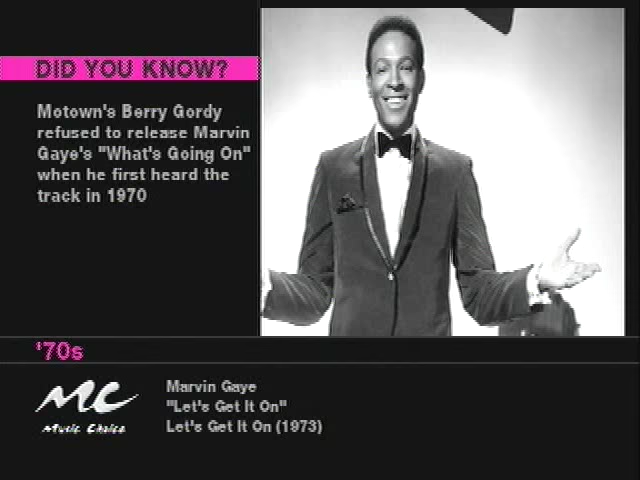 DID YOU KNOW?
Motown's Berry Gordy
refused to release Marvin
Gaye's "What's Going On"
when he first heard the
track in 1970
'70s
MC
Music Choice
Marvin Gaye
"Let's Get It On"
Let's Get It On (1973)